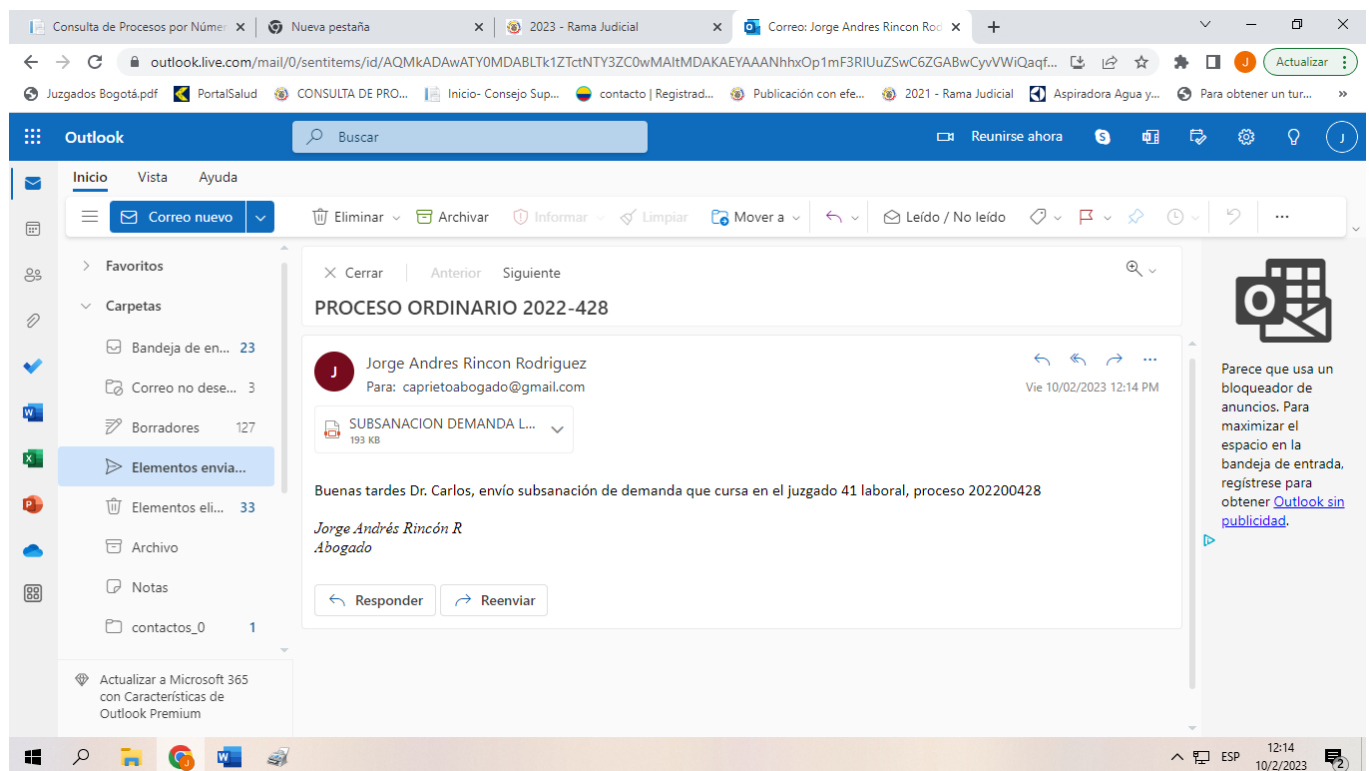 Consulta de Procesos por Númer
Nueva pestaña
2023 - Rama Judicial
Correo: Jorge Andres Rincon Rod
outlook.live.com/mail/0/sentitems/id/AQMkADAwATY0MDABLTk1ZTctNTY3ZC0wMAItMDAKAEYAAANhhxOp1mF3RIUuZSwC6ZGABwCyvVWiQaqf...
Actualizar
Juzgados Bogotá.pdf
PortalSalud
CONSULTA DE PRO...
Inicio- Consejo Sup...
contacto | Registrad...
Publicación con efe...
2021 - Rama Judicial
Aspiradora Agua y...
Para obtener un tur...
»
Outlook
Buscar
Reunirse ahora
J
Inicio Vista Ayuda
Correo nuevo
Eliminar
Archivar
Informar
Limpiar
Mover a
Leído / No leído
Favoritos
Carpetas
Bandeja de en... 23
Correo no dese... 3
Borradores 127
Elementos envia...
Elementos eli... 33
Archivo
Notas
contactos_0 1
Actualizar a Microsoft 365
con Características de
Outlook Premium
Cerrar Anterior Siguiente
PROCESO ORDINARIO 2022-428
J
Jorge Andres Rincon Rodriguez
Para: caprietoabogado@gmail.com
Vie 10/02/2023 12:14 PM
SUBSANACION DEMANDA L...
193 KB
Buenas tardes Dr. Carlos, envío subsanación de demanda que cursa en el juzgado 41 laboral, proceso 202200428
Jorge Andrés Rincón R
Abogado
Responder
Reenviar
Parece que usa un
bloqueador de
anuncios. Para
maximizar el
espacio en la
bandeja de entrada,
regístrese para
obtener Outlook sin
publicidad.
ESP
12:14
10/2/2023
2